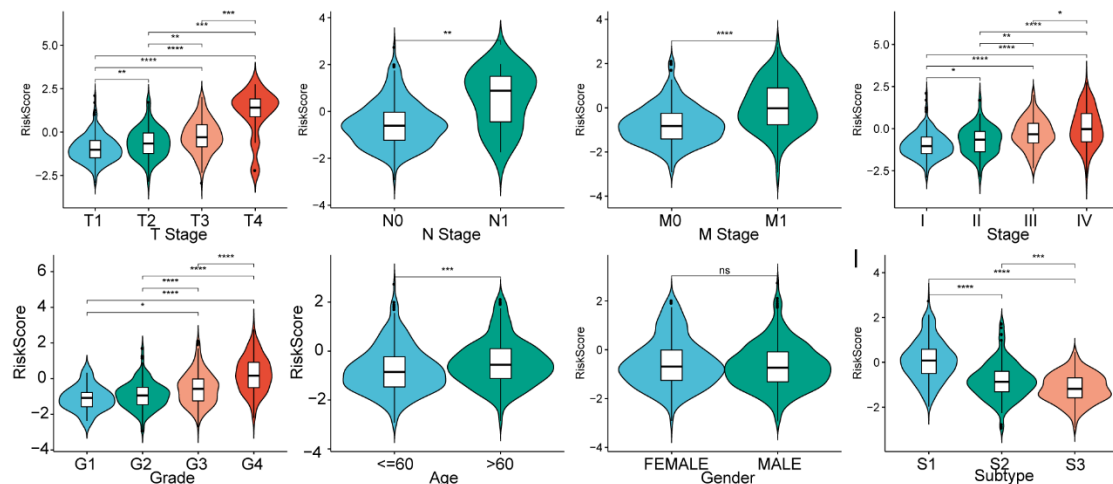 ***
***
**
****
****
**
5.0
2.5
0.0
−2.5
RiskScore
T1 T2 T3 T4
T Stage
**
4
2
0
−2
−4
RiskScore
N0 N1
N Stage
****
4
2
0
−2
−4
RiskScore
M0 M1
M Stage
*
****
**
****
****
*
5.0
2.5
0.0
−2.5
RiskScore
I II III IV
Stage
****
****
****
****
*
6
4
2
0
−2
−4
RiskScore
G1 G2 G3 G4
Grade
***
2
0
−2
−4
RiskScore
<=60 >60
Age
ns
4
2
0
−2
−4
RiskScore
FEMALE MALE
Gender
I
***
****
****
2
0
−2
RiskScore
S1 S2 S3
Subtype